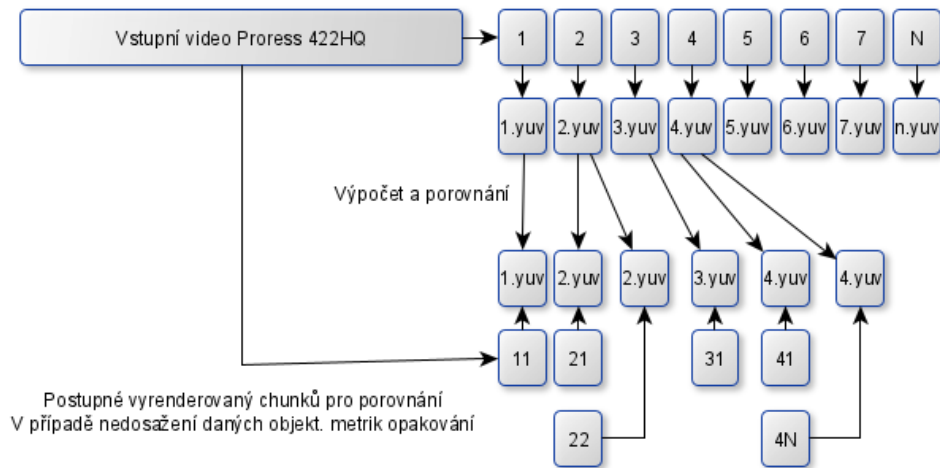 Vstupní video Proress 422HQ
1 2 3 4 5 6 7 N
1.yuv 2.yuv 3.yuv 4.yuv 5.yuv 6.yuv 7.yuv n.yuv
Výpočet a porovnání
1.yuv 2.yuv 2.yuv 3.yuv 4.yuv 4.yuv
11 21 31 41
Postupné vyrenderovaný chunků pro porovnání
V případě nedosažení daných objekt. metrik opakování
22 4N